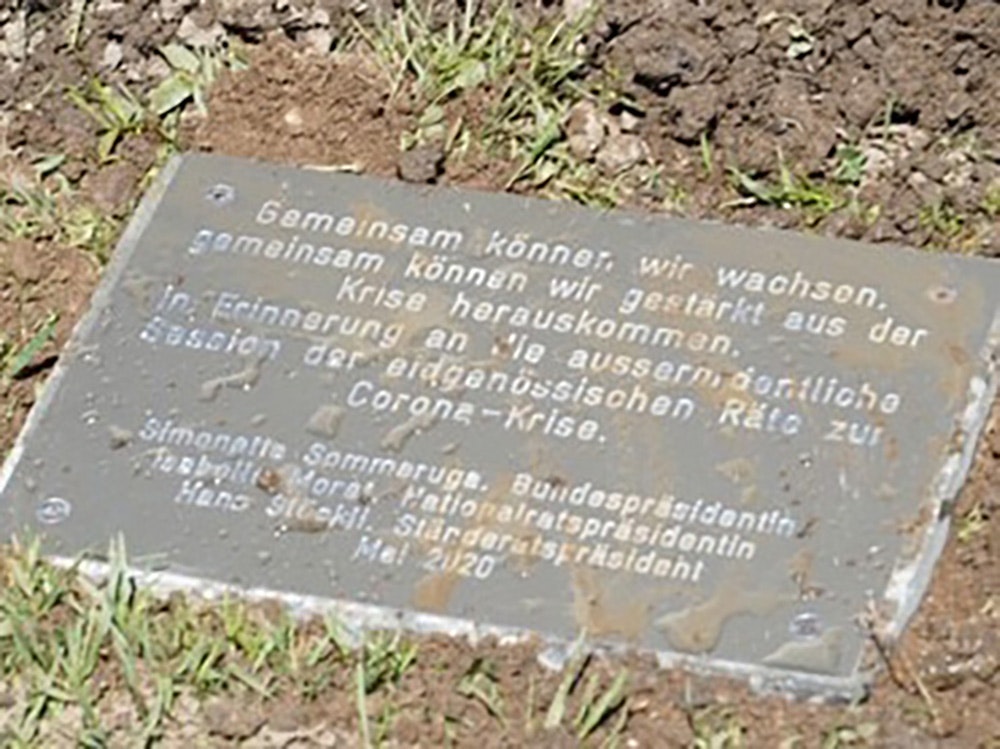 Gemeinsam können wir wachsen,
gemeinsam können wir gestärkt aus der
Krise herauskommen.
In Erinnerung an die ausserordentliche
Session der eidgenössischen Räte zur
Corona-Krise.
Simonetta Sommaruga, Bundespräsidentin
Isabelle Moret, Nationalratspräsidentin
Hans Stöckli, Ständeratspräsident
Mai 2020